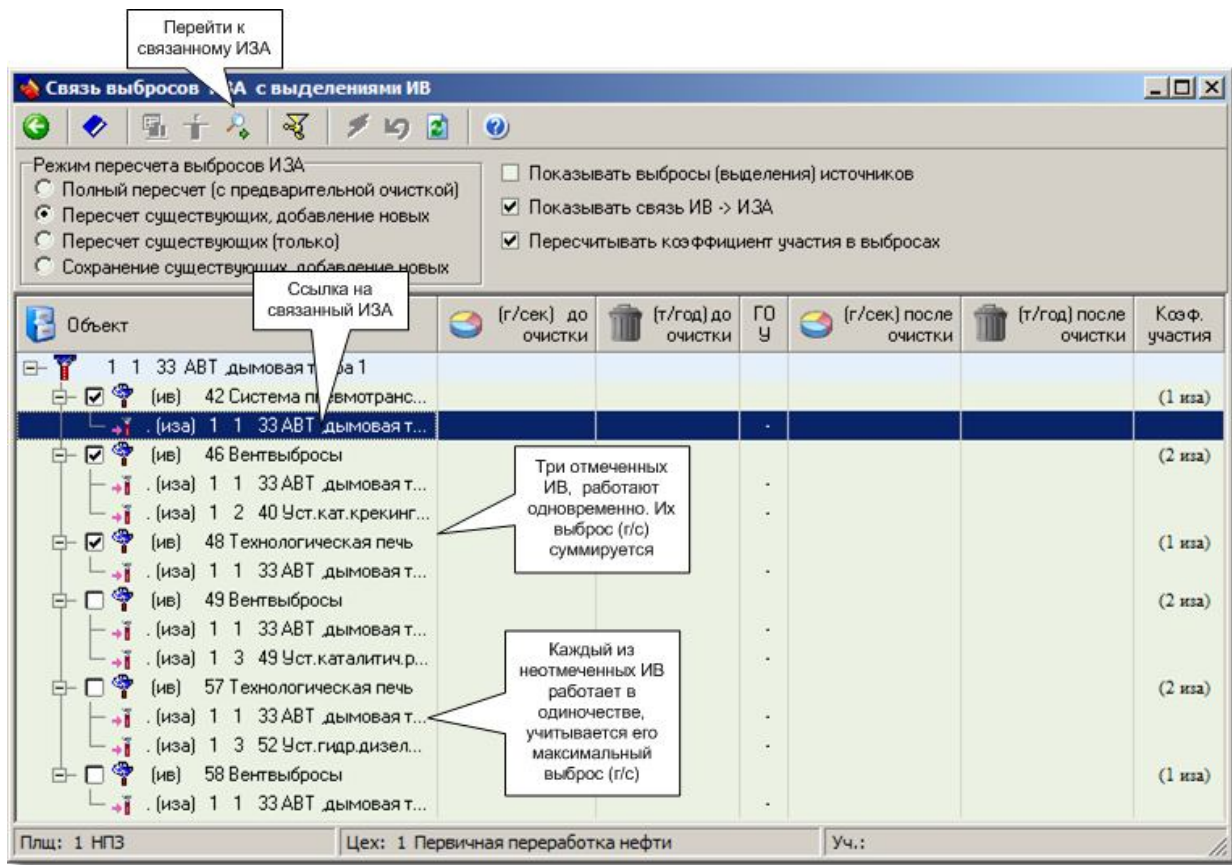 Перейти к
связанному ИЗА
Связь выбросов ИЗА с выделениями ИВ
Режим пересчета выбросов ИЗА
Полный пересчет (с предварительной очисткой)
Пересчет существующих, добавление новых
Пересчет существующих (только)
Сохранение существующих, добавление новых
Показывать выбросы (выделения) источников
Показывать связь ИВ -> ИЗА
Пересчитывать коэффициент участия в выбросах
Ссылка на
связанный ИЗА
Объект
(г/сек) до
очистки
(т/год) до
очистки
ГО
У
(г/сек) после
очистки
(т/год) после
очистки
Коэф.
участия
1 1 33 АВТ ,дымовая т ба 1
(ив) 42 Система пневмотранс... (1 иза)
. (иза) 1 1 33 АВТ ,дымовая т... -
(ив) 46 Вентвыбросы (2 иза)
. (иза) 1 1 33 АВТ ,дымовая т... -
. (иза) 1 2 40 Уст.кат.крекинг... -
(ив) 48 Технологическая печь (1 иза)
. (иза) 1 1 33 АВТ ,дымовая т... -
(ив) 49 Вентвыбросы (2 иза)
. (иза) 1 1 33 АВТ ,дымовая т... -
. (иза) 1 3 49 Уст.каталитич.р... -
(ив) 57 Технологическая печь (2 иза)
. (иза) 1 1 33 АВТ ,дымовая т... -
. (иза) 1 3 52 Уст.гидр.дизел... -
(ив) 58 Вентвыбросы (1 иза)
. (иза) 1 1 33 АВТ ,дымовая т... -
Три отмеченных
ИВ, работают
одновременно. Их
выброс (г/с)
суммируется
Каждый из
неотмеченных ИВ
работает в
одиночестве,
учитывается его
максимальный
выброс (г/с)
Плщ: 1 НПЗ
Цех: 1 Первичная переработка нефти
Уч.: